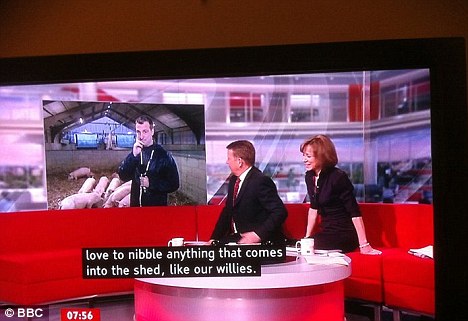 love to nibble anything that comes
into the shed, like our willies.
© BBC
07:56